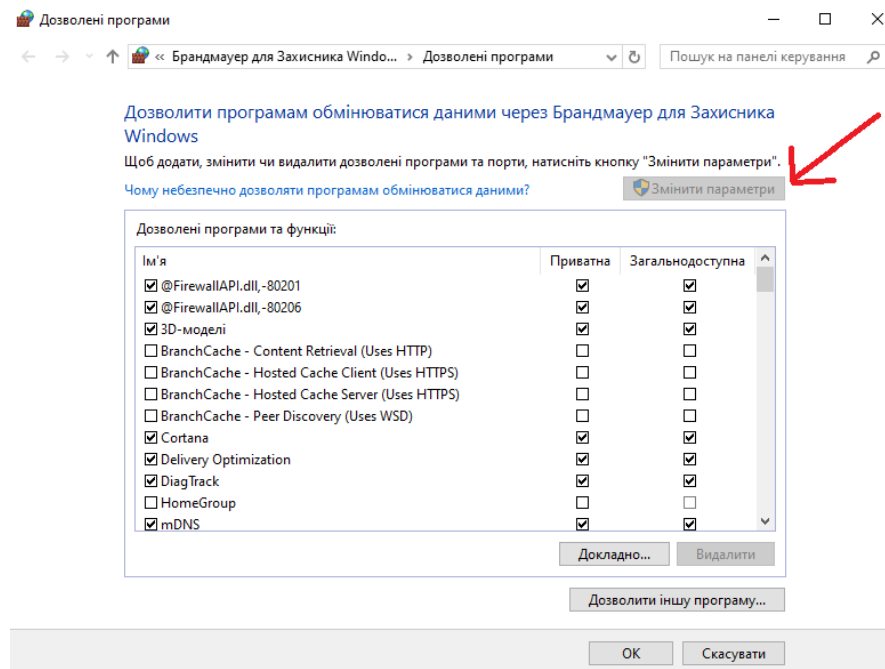 Дозволені програми
« Брандмауер для Захисника Windo... › Дозволені програми
Пошук на панелі керування
Дозволити програмам обмінюватися даними через Брандмауер для Захисника
Windows
Щоб додати, змінити чи видалити дозволені програми та порти, натисніть кнопку "Змінити параметри".
Чому небезпечно дозволяти програмам обмінюватися даними?
Змінити параметри
Дозволені програми та функції:
Ім'я Приватна Загальнодоступна
@FirewallAPI.dll,-80201
@FirewallAPI.dll,-80206
3D-моделі
BranchCache - Content Retrieval (Uses HTTP)
BranchCache - Hosted Cache Client (Uses HTTPS)
BranchCache - Hosted Cache Server (Uses HTTPS)
BranchCache - Peer Discovery (Uses WSD)
Cortana
Delivery Optimization
DiagTrack
HomeGroup
mDNS
Докладно... Видалити
Дозволити іншу програму...
OK Скасувати